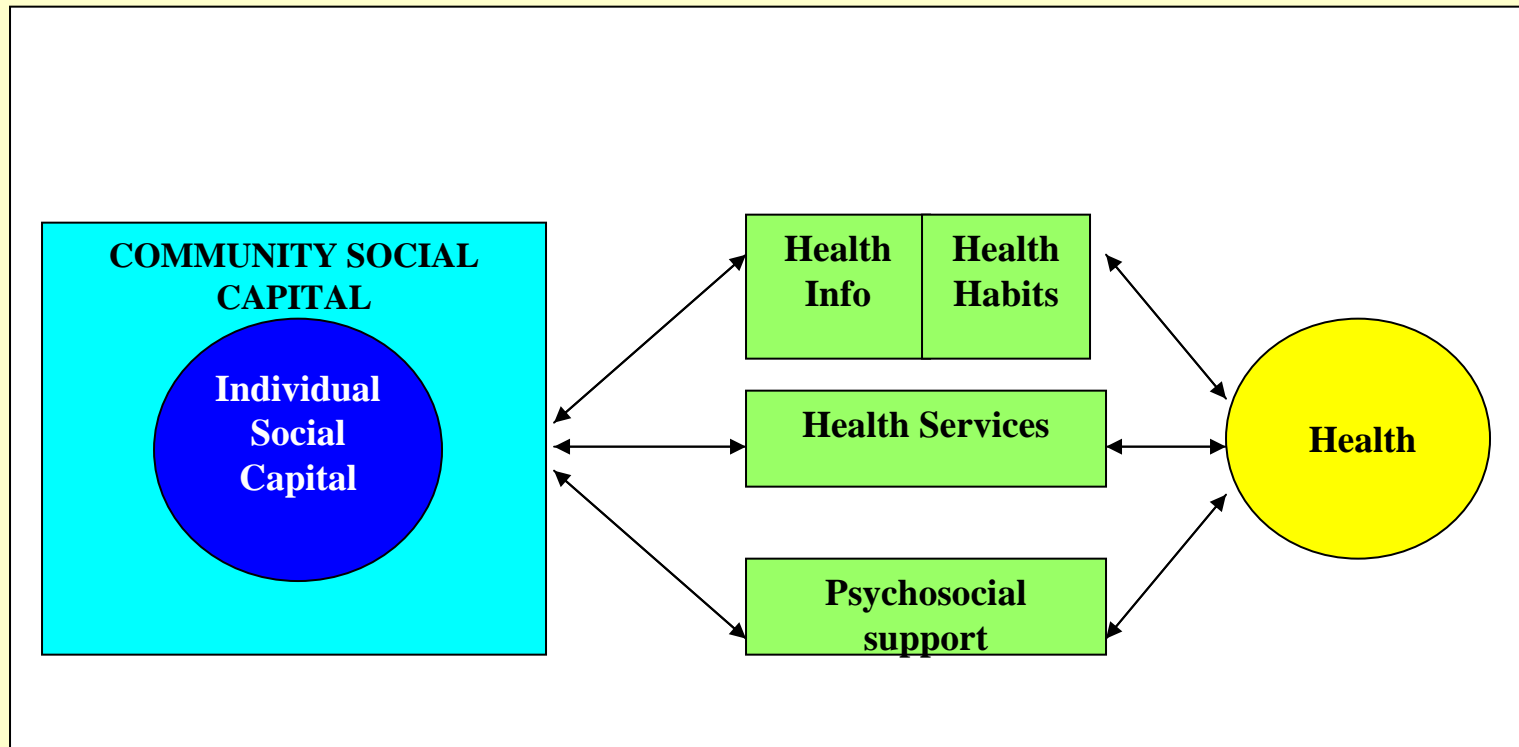 COMMUNITY SOCIAL
CAPITAL
Individual
Social
Capital
Health
Info
Health
Habits
Health Services
Psychosocial
support
Health